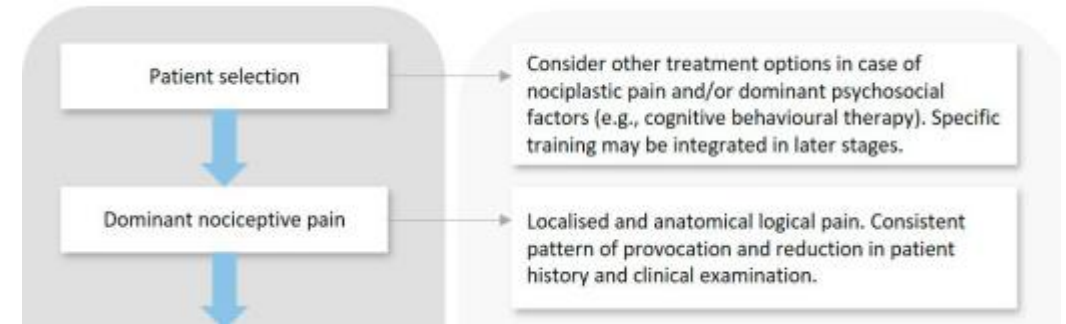 Patient selection
Consider other treatment options in case of
nociplastic pain and/or dominant psychosocial
factors (e.g., cognitive behavioural therapy). Specific
training may be integrated in later stages.
Dominant nociceptive pain
Localised and anatomical logical pain. Consistent
pattern of provocation and reduction in patient
history and clinical examination.